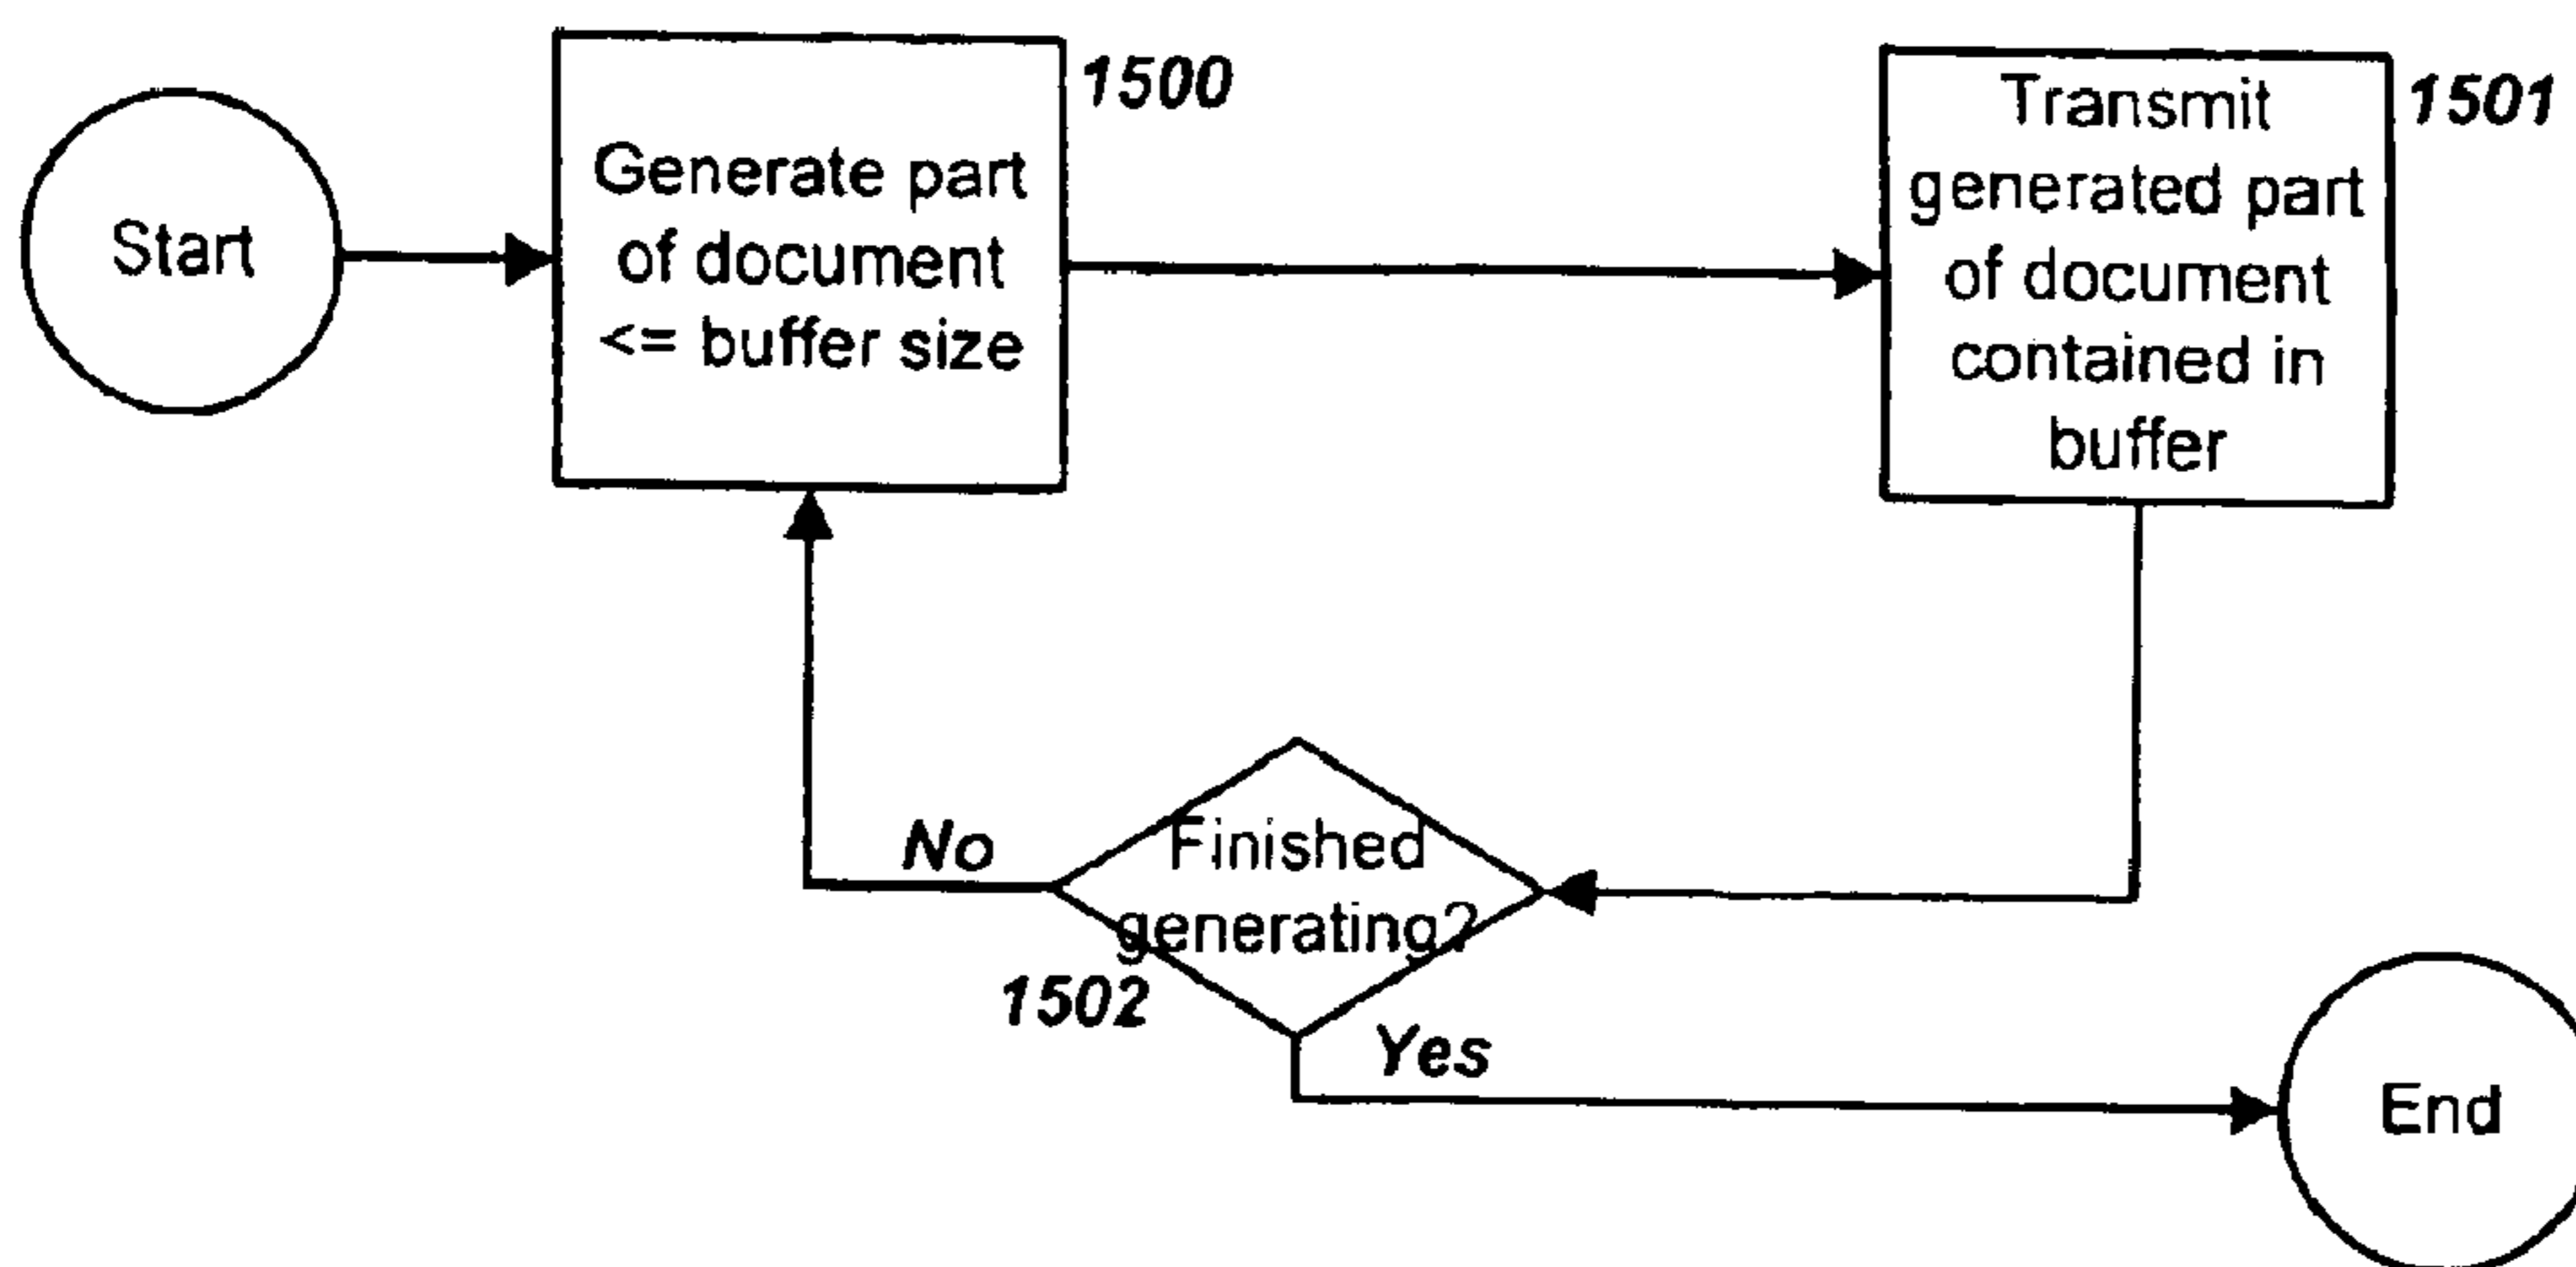 Start
Generate part
of document
<= buffer size
1500
Transmit
generated part
of document
contained in
buffer
1501
No
Finished
generating?
1502
Yes
End